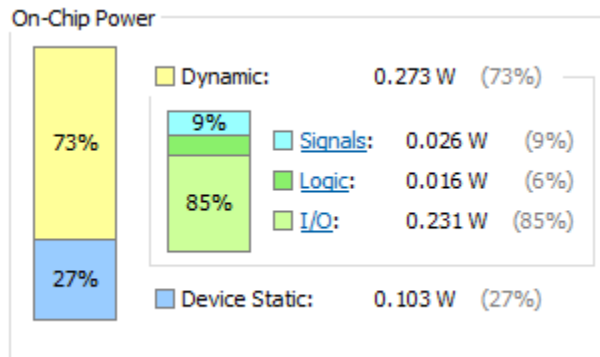 On-Chip Power
Dynamic: 0.273 W (73%)
73%
9%
Signals: 0.026 W (9%)
Logic: 0.016 W (6%)
85%
I/O: 0.231 W (85%)
27%
Device Static: 0.103 W (27%)